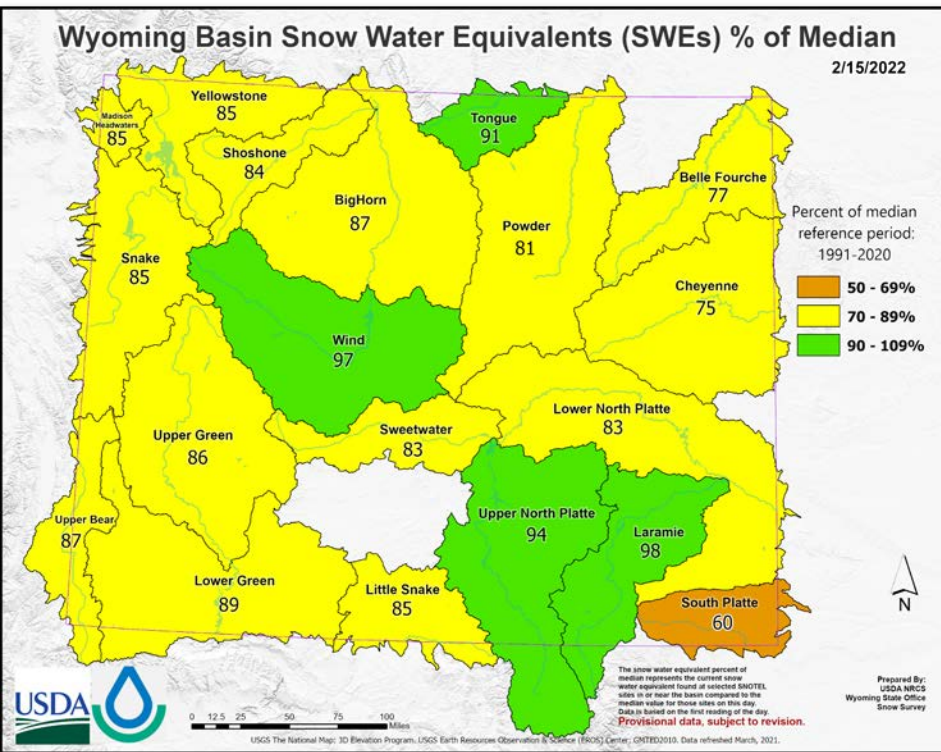 Wyoming Basin Snow Water Equivalents (SWEs) % of Median
2/15/2022
Yellowstone
85
Madison
Headwaters
85
Tongue
91
Shoshone
84
Belle Fourche
77
BigHorn
87
Powder
81
Snake
85
Cheyenne
75
Wind
97
Percent of median
reference period:
1991-2020
50 - 69%
70 - 89%
90 - 109%
Lower North Platte
83
Sweetwater
83
Upper Green
86
Upper North Platte
94
Laramie
98
Upper Bear
87
Lower Green
89
Little Snake
85
South Platte
60
N
USDA
0 12.5 25 50 75 100
Miles
The snow water equivalent percent of
median represents the current snow
water equivalent found at selected SNOTEL
sites in or near the basin compared to the
median value for those sites on this day.
Data is based on the first reading of the day.
Provisional data, subject to revision.
Prepared By:
USDA NRCS
Wyoming State Office
Snow Survey
USGS The National Map: 3D Elevation Program. USGS Earth Resources Observation & Science (EROS) Center: GMTED2010. Data refreshed March, 2021.